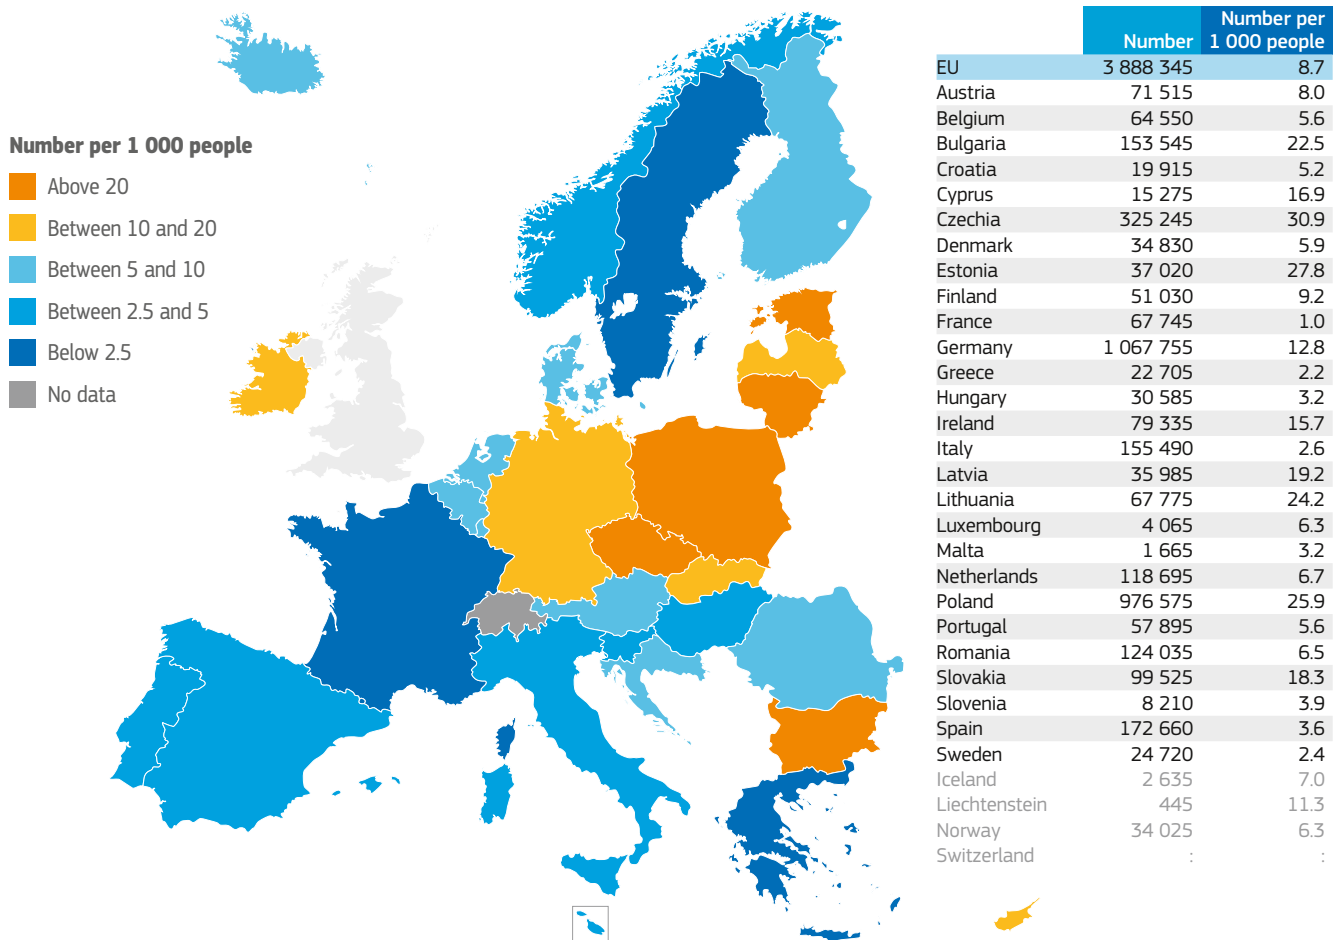 Number per 1 000 people
Above 20
Between 10 and 20
Between 5 and 10
Between 2.5 and 5
Below 2.5
No data
Number Number per 1 000 people
EU 3 888 345 8.7
Austria 71 515 8.0
Belgium 64 550 5.6
Bulgaria 153 545 22.5
Croatia 19 915 5.2
Cyprus 15 275 16.9
Czechia 325 245 30.9
Denmark 34 830 5.9
Estonia 37 020 27.8
Finland 51 030 9.2
France 67 745 1.0
Germany 1 067 755 12.8
Greece 22 705 2.2
Hungary 30 585 3.2
Ireland 79 335 15.7
Italy 155 490 2.6
Latvia 35 985 19.2
Lithuania 67 775 24.2
Luxembourg 4 065 6.3
Malta 1 665 3.2
Netherlands 118 695 6.7
Poland 976 575 25.9
Portugal 57 895 5.6
Romania 124 035 6.5
Slovakia 99 525 18.3
Slovenia 8 210 3.9
Spain 172 660 3.6
Sweden 24 720 2.4
Iceland 2 635 7.0
Liechtenstein 445 11.3
Norway 34 025 6.3
Switzerland : :